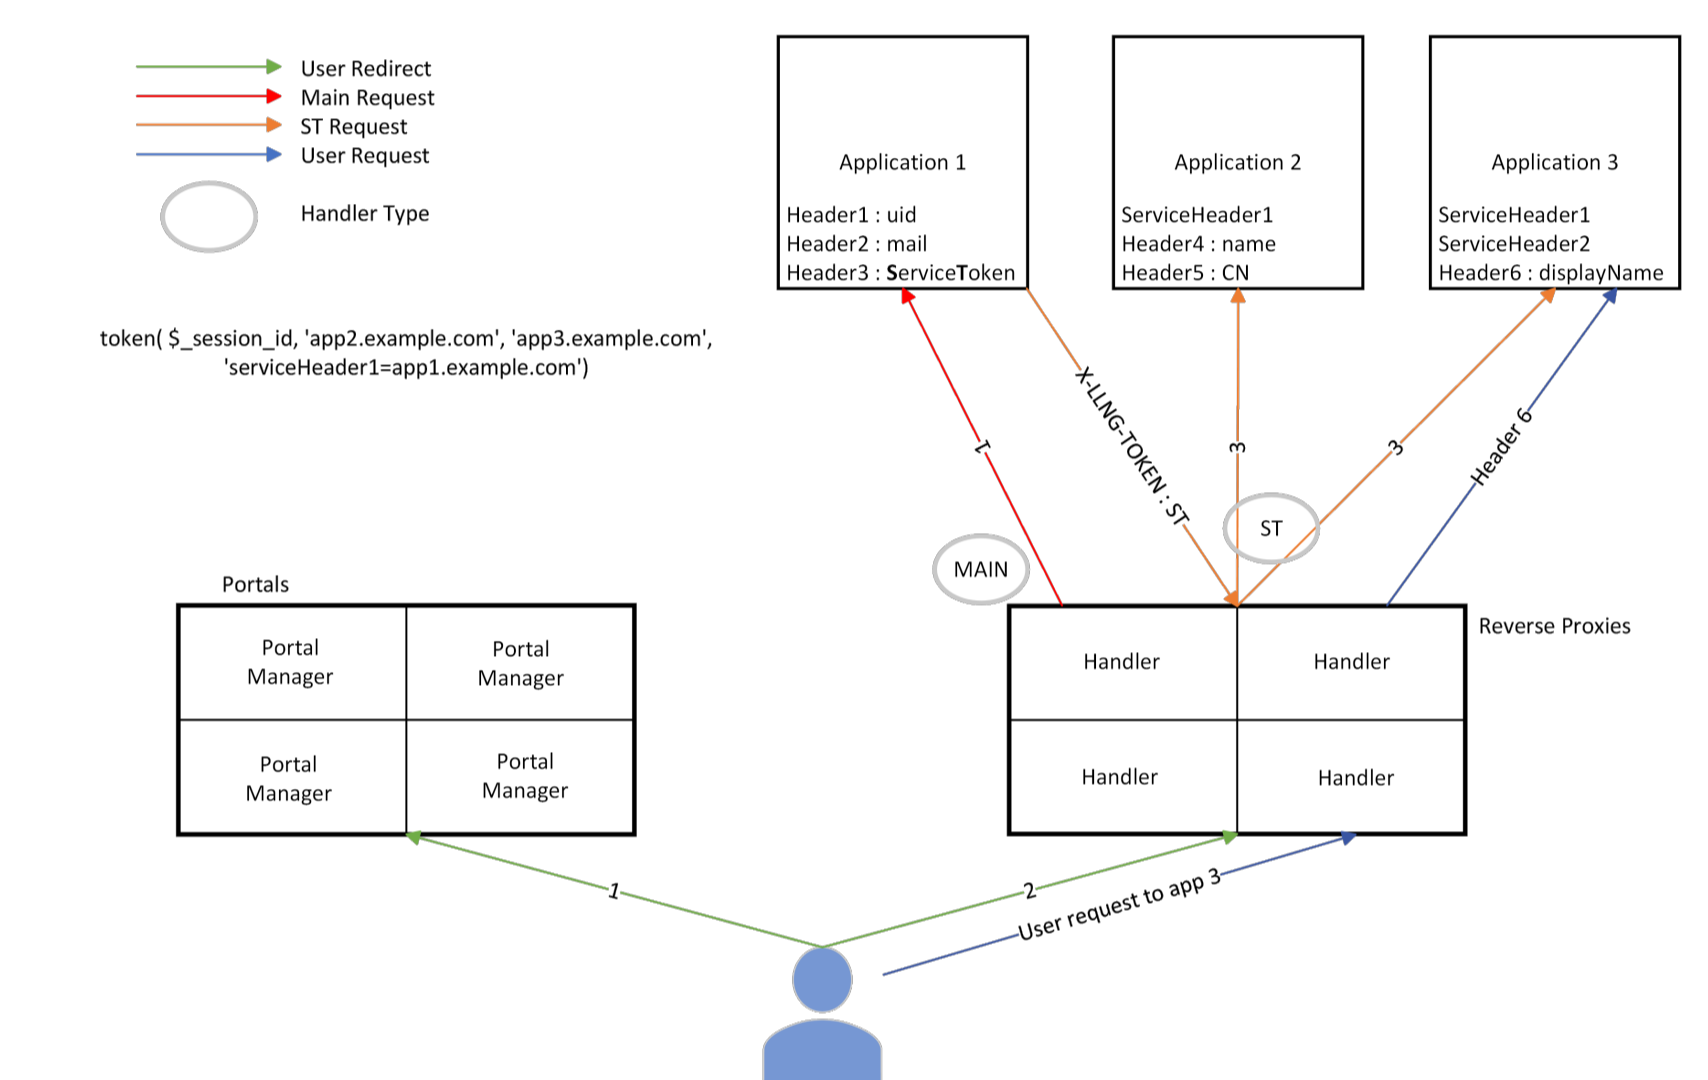 User Redirect
Main Request
ST Request
User Request
Handler Type
token( $_session_id, 'app2.example.com', 'app3.example.com',
'serviceHeader1=app1.example.com')
Application 1
Header1 : uid
Header2 : mail
Header3 : ServiceToken
Application 2
ServiceHeader1
Header4 : name
Header5 : CN
Application 3
ServiceHeader1
ServiceHeader2
Header6 : displayName
1
X-LLNG-TOKEN : ST
3
3
Header 6
MAIN
ST
Portals
Portal
Manager
Portal
Manager
Portal
Manager
Portal
Manager
Reverse Proxies
Handler
Handler
Handler
Handler
1
2
User request to app 3